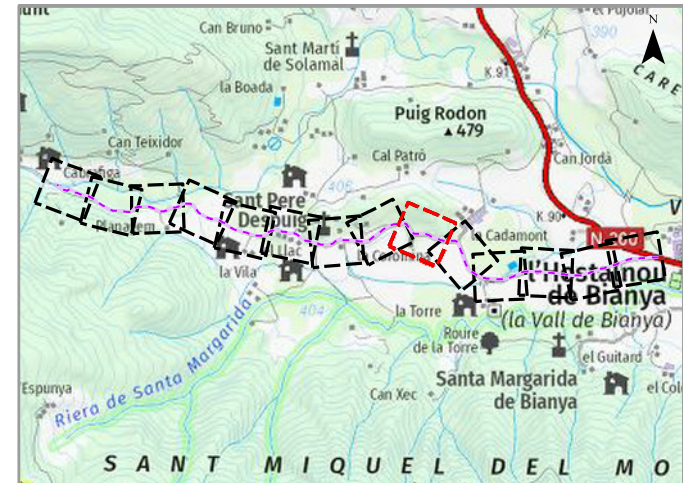 Can Bruno
Sant Martí
de Solamal
K.91
390
N
CARE
la Boada
Puig Rodon
▲ 479
Can Teixidor
Cal Patró
Can Jordà
406
Sant Pere
Despuig
K.90
la Cadamont
N-260
la Vila
404
la Torre
de Bianya
(la Vall de Bianya)
Roure
de la Torre
el Guitard
Santa Margarida
de Bianya
Can Xec
Espunya
Riera de Santa Margarida
SANT MIQUEL DEL MO